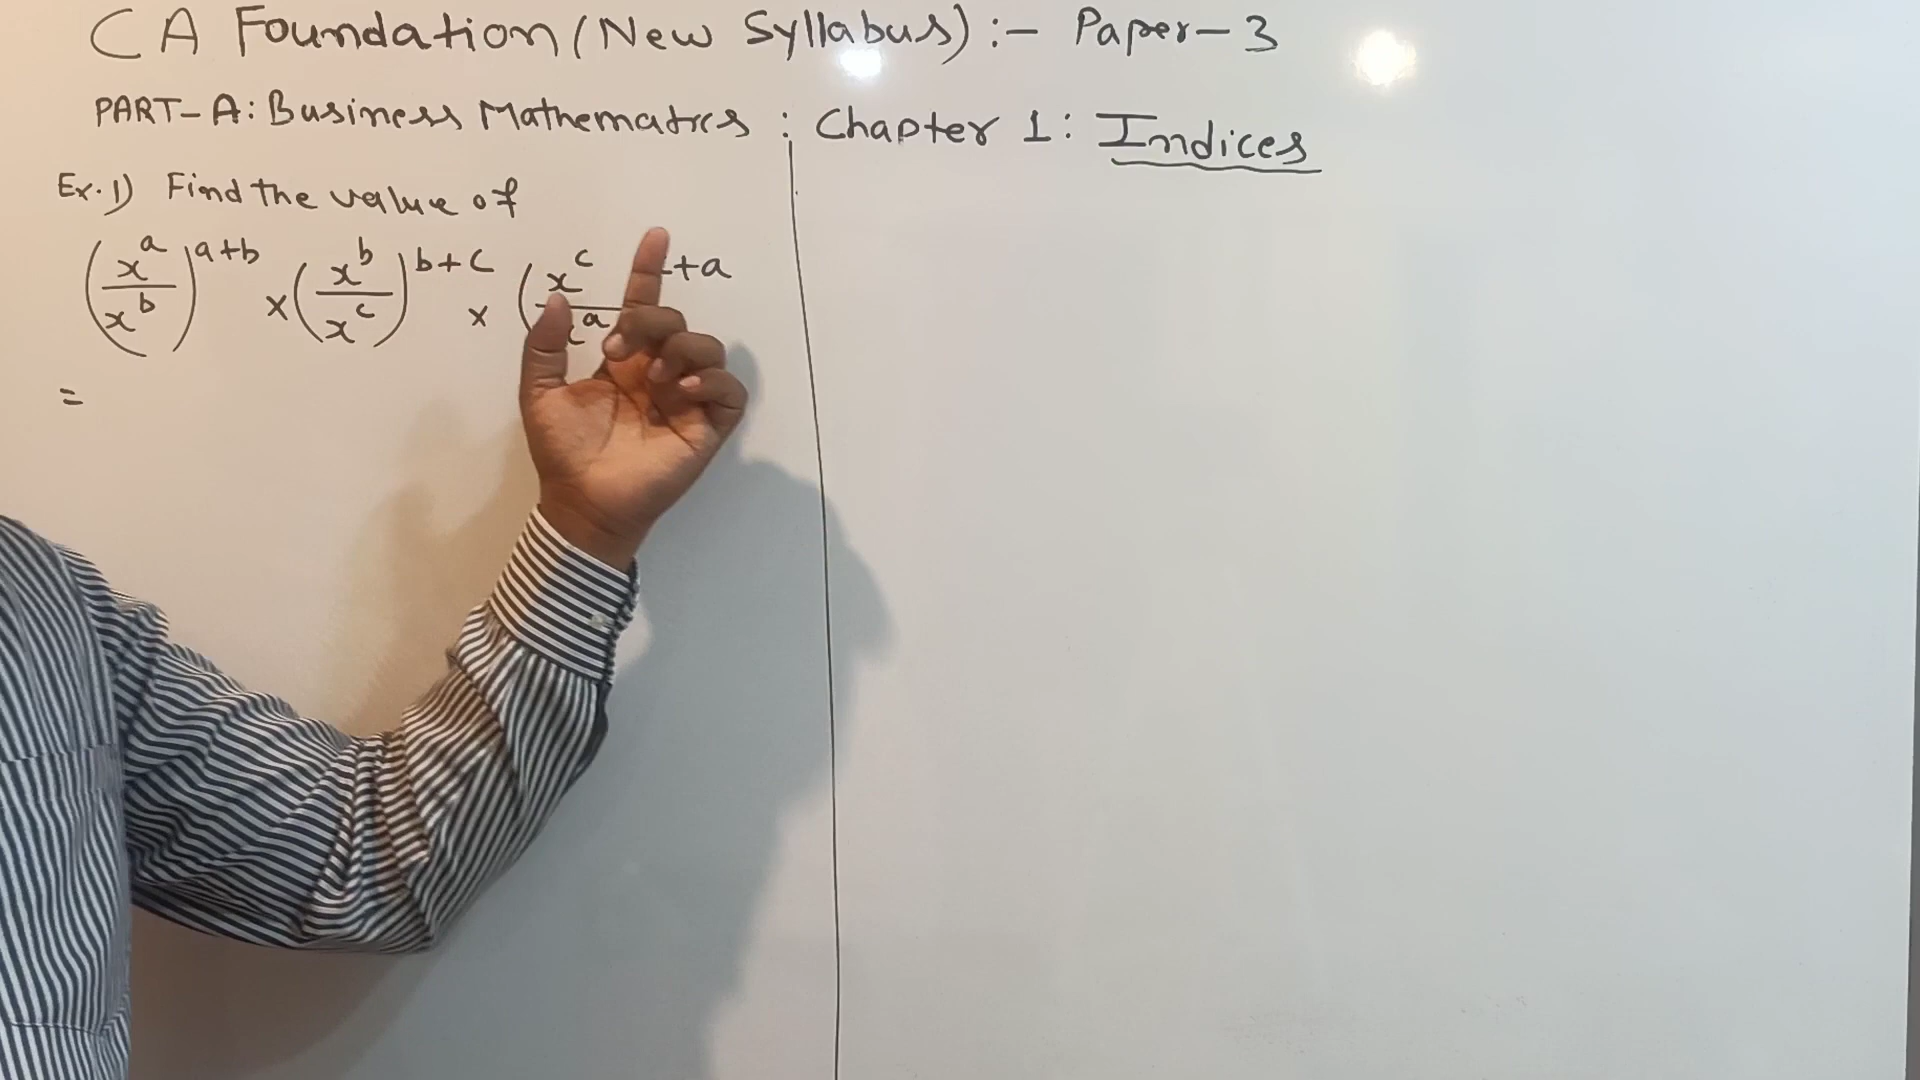 CA Foundation (New Syllabus) :- Paper-3
PART-A: Business Mathematics : Chapter 1: Indices
Ex. 1) Find the value of
(x^a/x^b)^a+b × (x^b/x^c)^b+c × (x^c/x^a +a
=